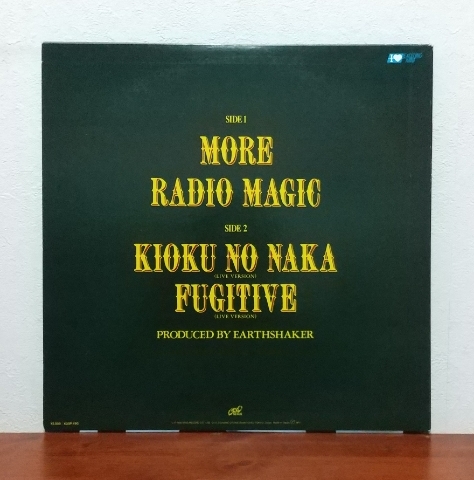 SIDE 1
MORE
RADIO MAGIC
SIDE 2
KIOKU NO NAKA
(LIVE VERSION)
FUGITIVE
(LIVE VERSION)
PRODUCED BY EARTHSHAKER